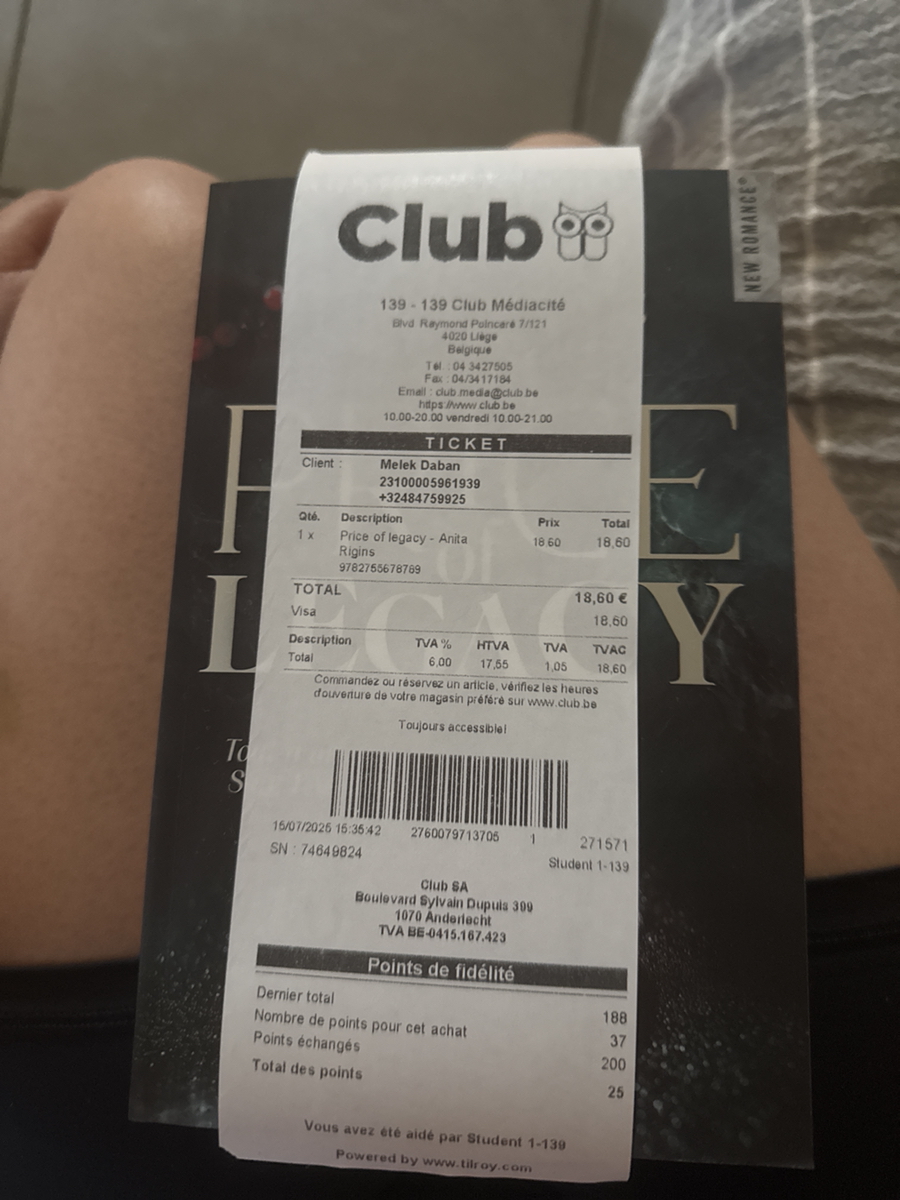 Club
139 - 139 Club Médiacité
Blvd Raymond Poincaré 7/121
4020 Liège
Belgique
Tél. : 04 3427505
Fax : 04/3417184
Email : club.media@club.be
https://www.club.be
10.00-20.00 vendredi 10.00-21.00
TICKET
Client : Melek Daban
23100005961939
+32484759925
Qté. Description Prix Total
1 x Price of legacy - Anita 18.60 18,60
Rigins
9782755678789
TOTAL 18,60 €
Visa 18,60
Description TVA % HTVA TVA TVAC
Total 6,00 17,55 1,05 18,60
Commandez ou réservez un article, vérifiez les heures
d'ouverture de votre magasin préféré sur www.club.be
Toujours accessible!
15/07/2025 15:35:42 2760079713705 1 271571
SN : 74649824 Student 1-139
Club SA
Boulevard Sylvain Dupuis 399
1070 Anderlecht
TVA BE-0415.167.423
Points de fidélité
Dernier total 188
Nombre de points pour cet achat 37
Points échangés 200
Total des points 25
Vous avez été aidé par Student 1-139
Powered by www.tilroy.com
NEW ROMANCE®
of
LEGACY